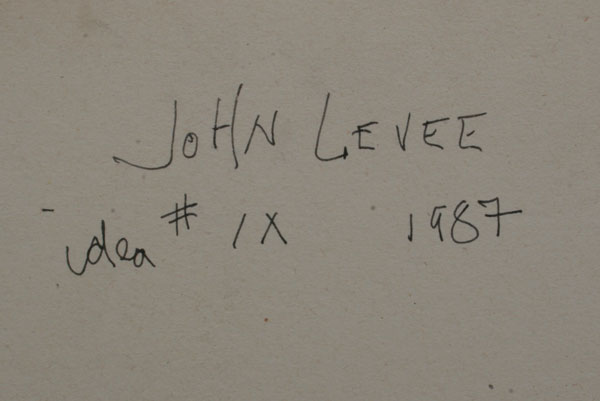 JOHN LEVEE
- idea # IX 1987